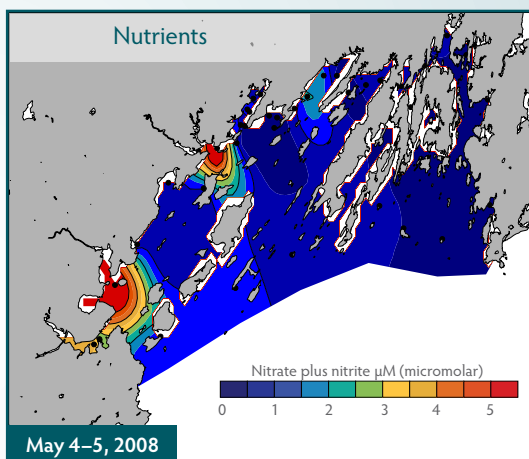 Nutrients
Nitrate plus nitrite µM (micromolar)
0 1 2 3 4 5
May 4–5, 2008